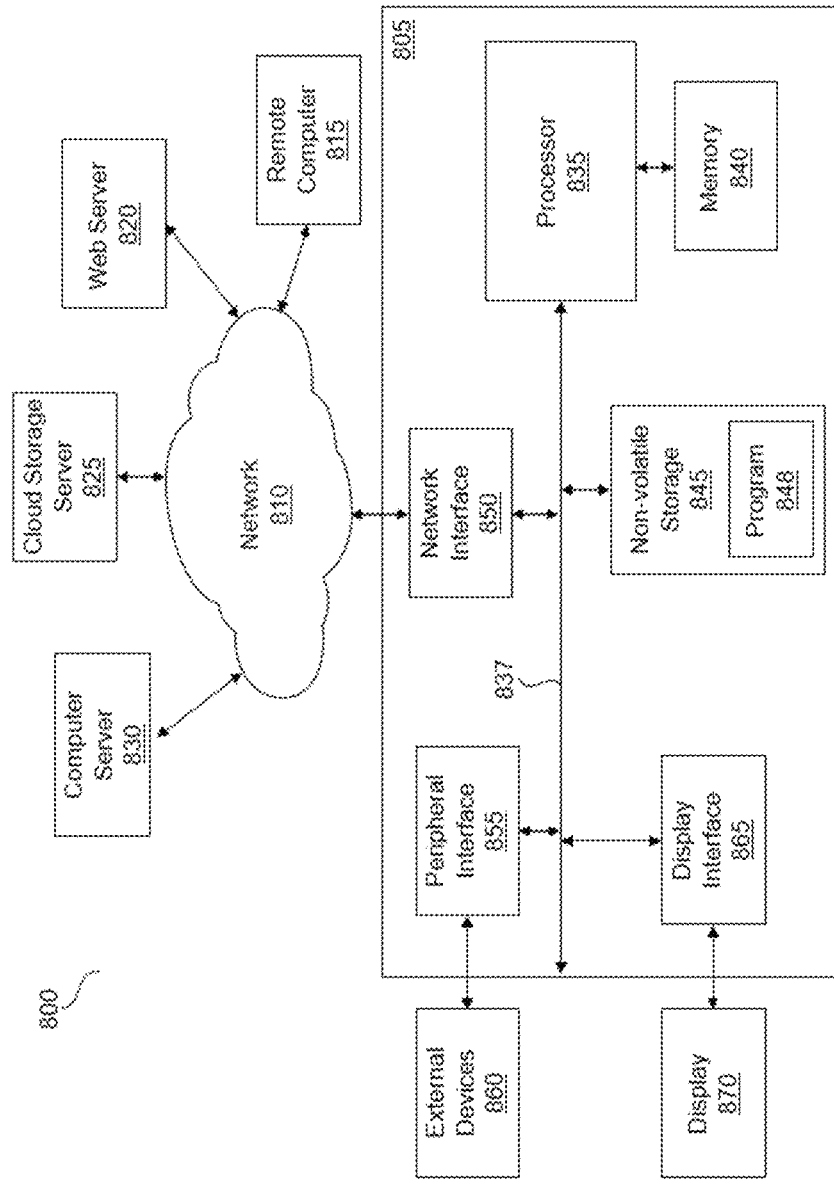 800
Computer
Server
830
Cloud Storage
Server
825
Web Server
820
Remote
Computer
815
Network
810
805
External
Devices
860
Peripheral
Interface
855
Network
Interface
850
Processor
835
837
Display
870
Display
Interface
865
Non-volatile
Storage
845
Program
848
Memory
840